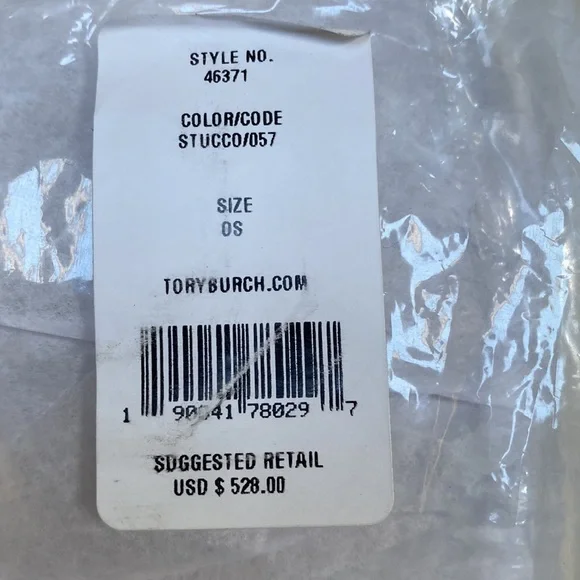 STYLE NO.
46371
COLOR/CODE
STUCCO/057
SIZE
OS
TORYBURCH.COM
1 90041 78029 7
SUGGESTED RETAIL
USD $ 528.00